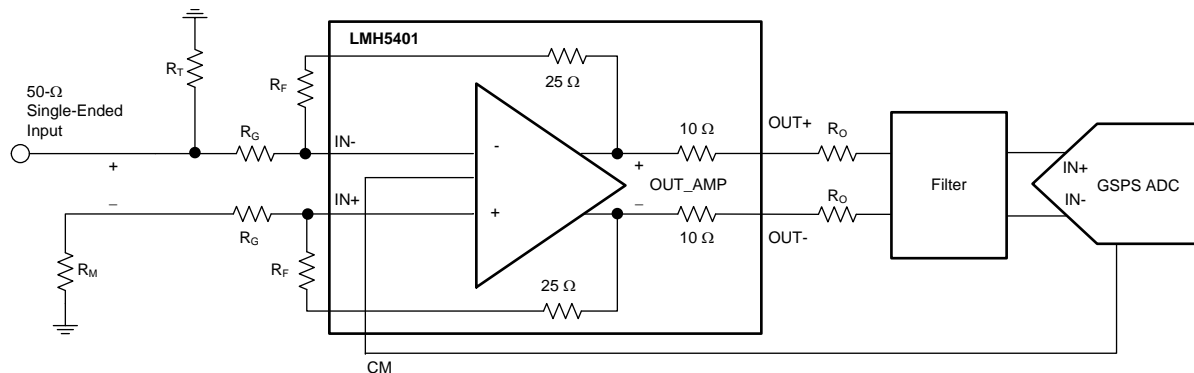 LMH5401
25 Ω
R_T
R_F
50-Ω
Single-Ended
Input
R_G
IN-
-
10 Ω
OUT+
R_O
+
+
OUT_AMP
Filter
IN+
IN-
GSPS ADC
–
IN+
+
–
R_G
10 Ω
OUT-
R_O
R_M
R_F
25 Ω
CM